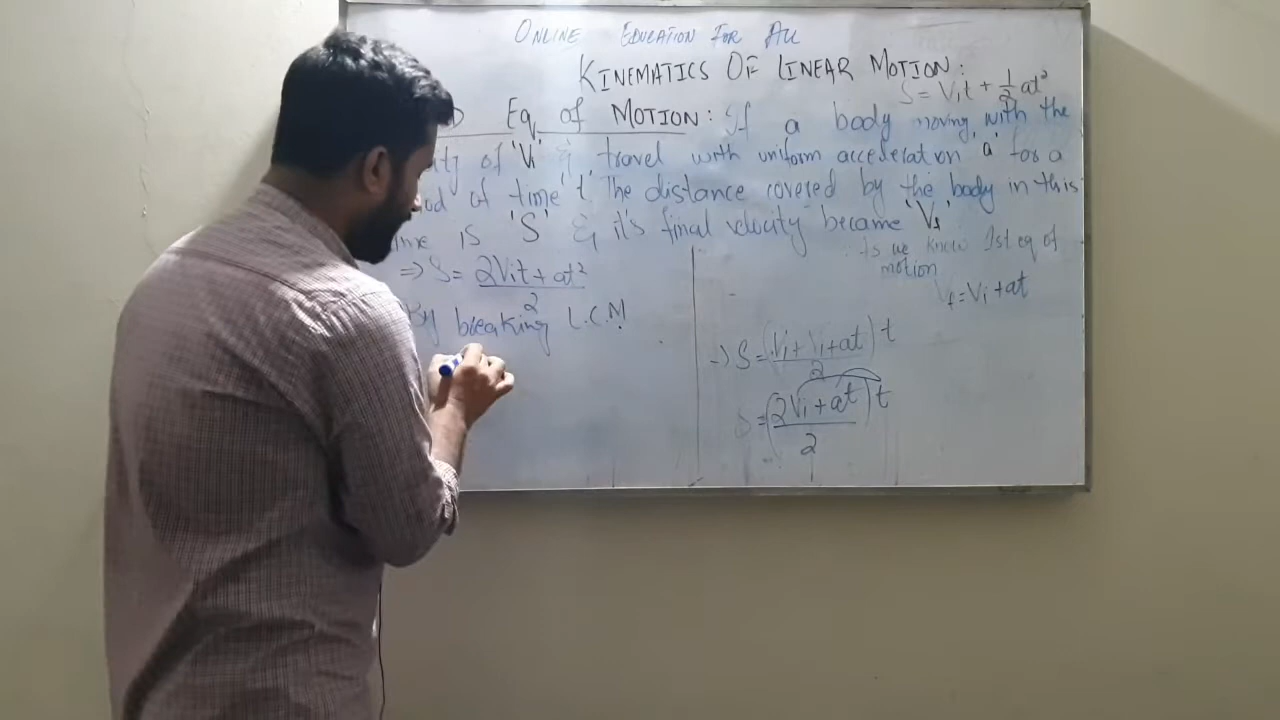 ONLINE EDUCATION FOR ALL
KINEMATICS OF LINEAR MOTION:
S = Vit + 1/2 at²
D Eq of MOTION: If a body moving with the
ity of 'Vi' & travel with uniform acceleration 'a' for a
iod of time 't'. The distance covered by the body in this
ime is 'S' & it's final velocity became 'Vf'
⇒ S = 2Vit + at² / 2
By breaking L.C.M
As we know 1st eq of
motion
Vf = Vi + at
→ S = (Vi + Vi + at / 2) t
S = (2Vi + at / 2) t